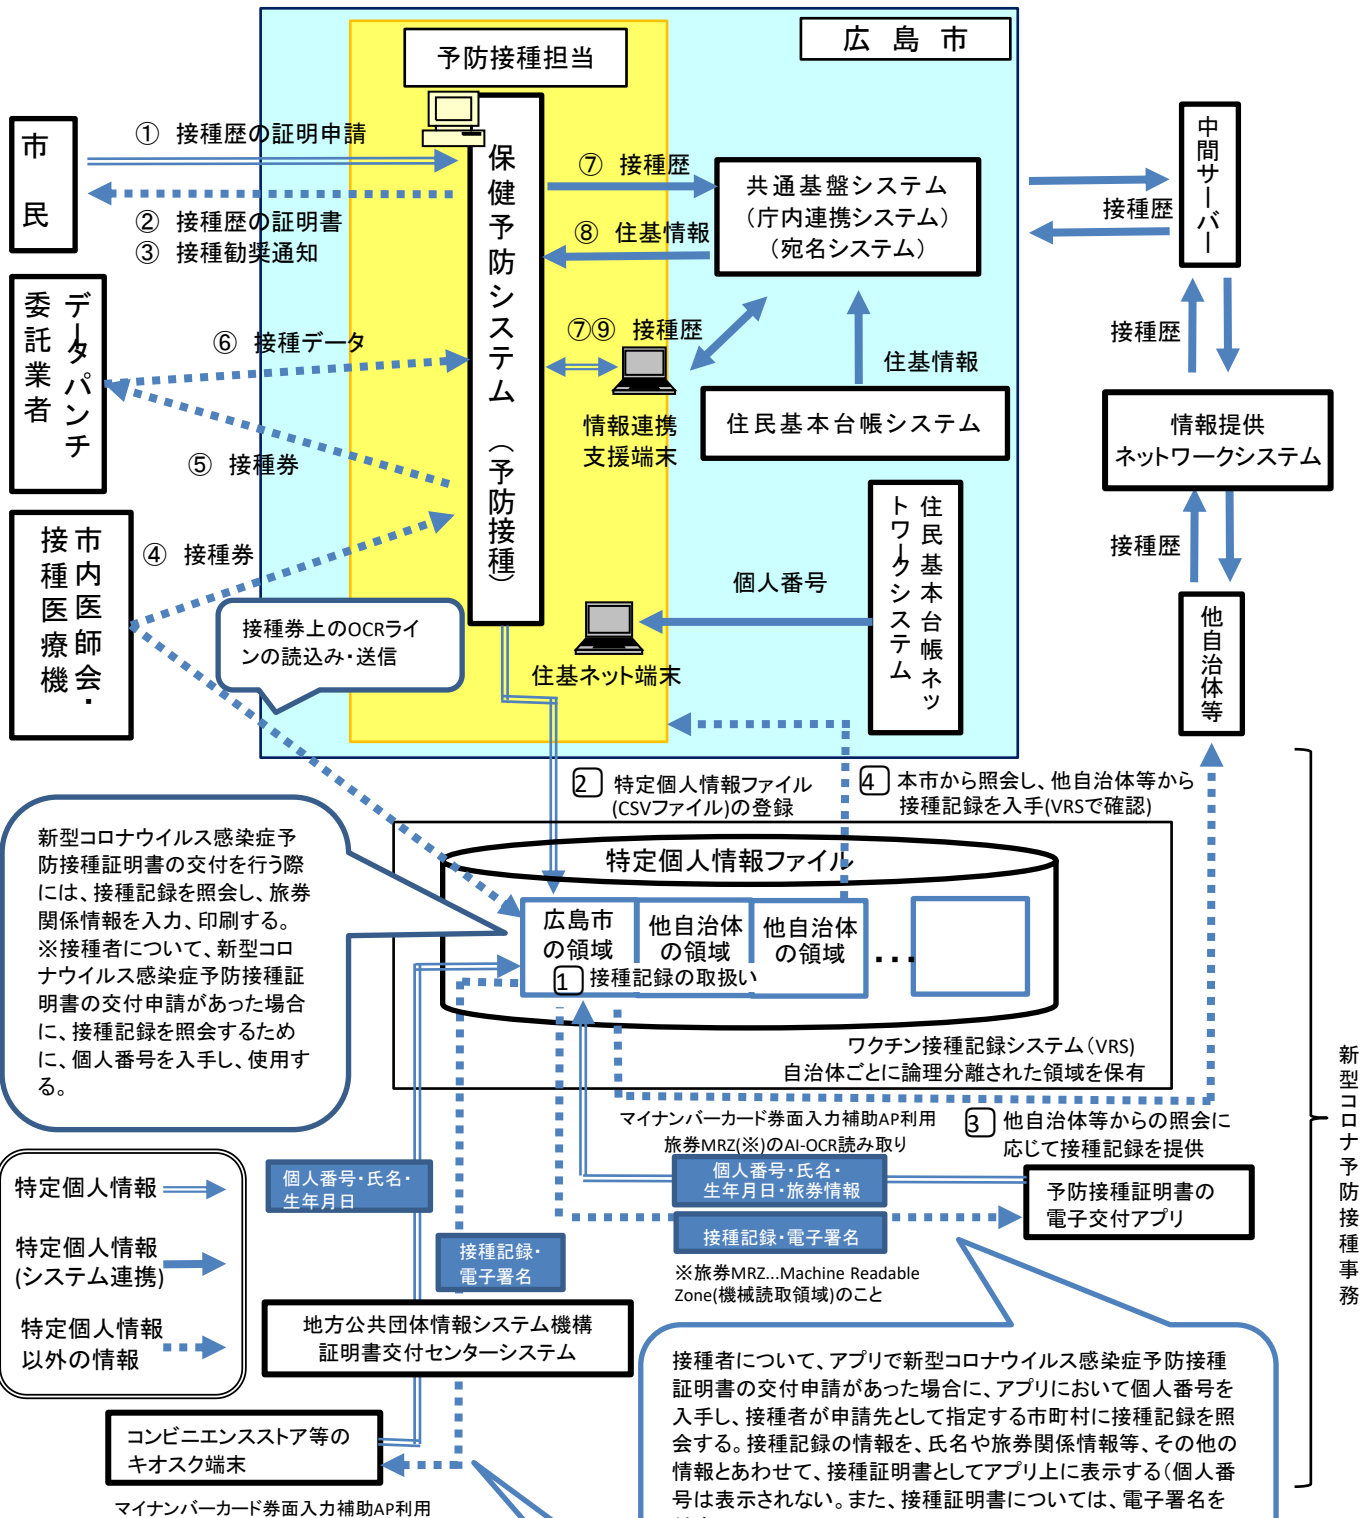 広 島 市
予防接種担当
市民
① 接種歴の証明申請
② 接種歴の証明書
③ 接種勧奨通知
保健予防システム（予防接種）
⑦ 接種歴
⑧ 住基情報
共通基盤システム
（庁内連携システム）
（宛名システム）
中間サーバー
接種歴
データパンチ
委託業者
⑥ 接種データ
⑤ 接種券
⑦⑨ 接種歴
情報連携
支援端末
住基情報
住民基本台帳システム
接種歴
情報提供
ネットワークシステム
市内医師会・
接種医療機
④ 接種券
接種券上のOCRライ
ンの読込み・送信
個人番号
住基ネット端末
住民基本台帳ネッ
トワークシステム
接種歴
他自治体等
2 特定個人情報ファイル
(CSVファイル)の登録
4 本市から照会し、他自治体等から
接種記録を入手(VRSで確認)
新型コロナウイルス感染症予
防接種証明書の交付を行う際
には、接種記録を照会し、旅券
関係情報を入力、印刷する。
※接種者について、新型コロ
ナウイルス感染症予防接種証
明書の交付申請があった場合
に、接種記録を照会するため
に、個人番号を入手し、使用す
る。
特定個人情報ファイル
広島市
の領域
他自治体
の領域
他自治体
の領域
・・・
1 接種記録の取扱い
ワクチン接種記録システム（VRS)
自治体ごとに論理分離された領域を保有
新型コロナ予防接種事務
マイナンバーカード券面入力補助AP利用
旅券MRZ(※)のAI-OCR読み取り
3 他自治体等からの照会に
応じて接種記録を提供
個人番号・氏名・
生年月日・旅券情報
接種記録・電子署名
予防接種証明書の
電子交付アプリ
※旅券MRZ…Machine Readable
Zone(機械読取領域)のこと
特定個人情報
特定個人情報
(システム連携)
特定個人情報
以外の情報
個人番号・氏名・
生年月日
接種記録・
電子署名
地方公共団体情報システム機構
証明書交付センターシステム
コンビニエンスストア等の
キオスク端末
マイナンバーカード券面入力補助AP利用
接種者について、アプリで新型コロナウイルス感染症予防接種
証明書の交付申請があった場合に、アプリにおいて個人番号を
入手し、接種者が申請先として指定する市町村に接種記録を照
会する。接種記録の情報を、氏名や旅券関係情報等、その他の
情報とあわせて、接種証明書としてアプリ上に表示する（個人番
号は表示されない。また、接種証明書については、電子署名を